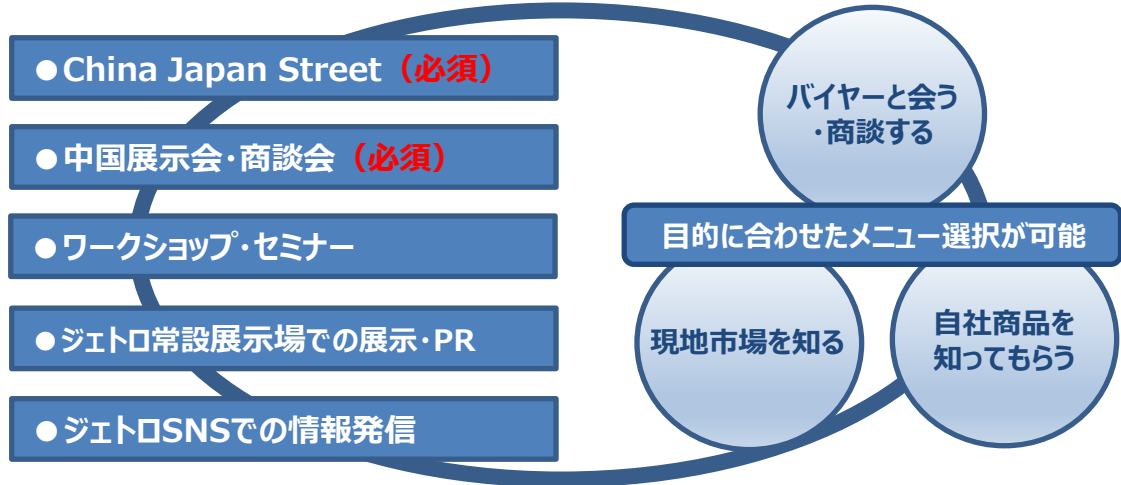 ●China Japan Street（必須）
●中国展示会・商談会（必須）
●ワークショップ・セミナー
●ジェトロ常設展示場での展示・PR
●ジェトロSNSでの情報発信
バイヤーと会う
・商談する
目的に合わせたメニュー選択が可能
現地市場を知る
自社商品を
知ってもらう